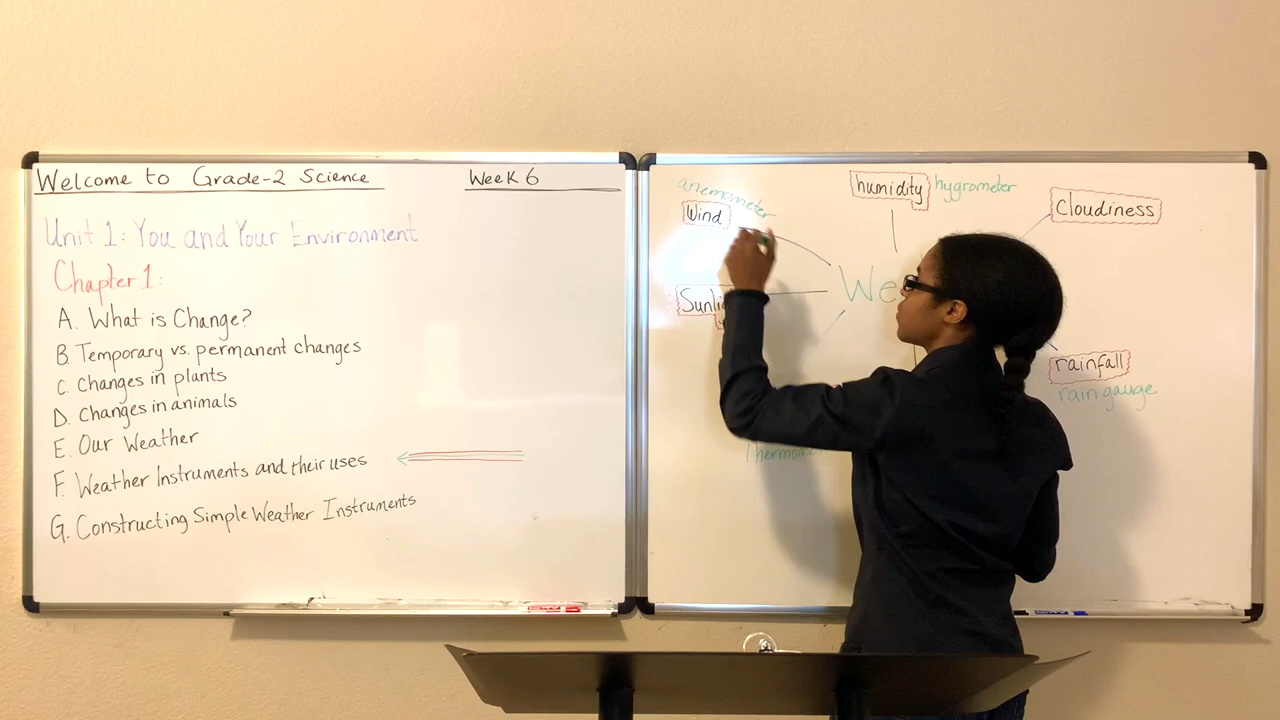 Welcome to Grade-2 Science
Week 6
Unit 1: You and Your Environment
Chapter 1:
A. What is Change?
B Temporary vs. permanent changes
C. Changes in plants
D. Changes in animals
E. Our Weather
F. Weather Instruments and their uses
G. Constructing Simple Weather Instruments
anemometer
Wind
humidity hygrometer
Cloudiness
rainfall
rain gauge